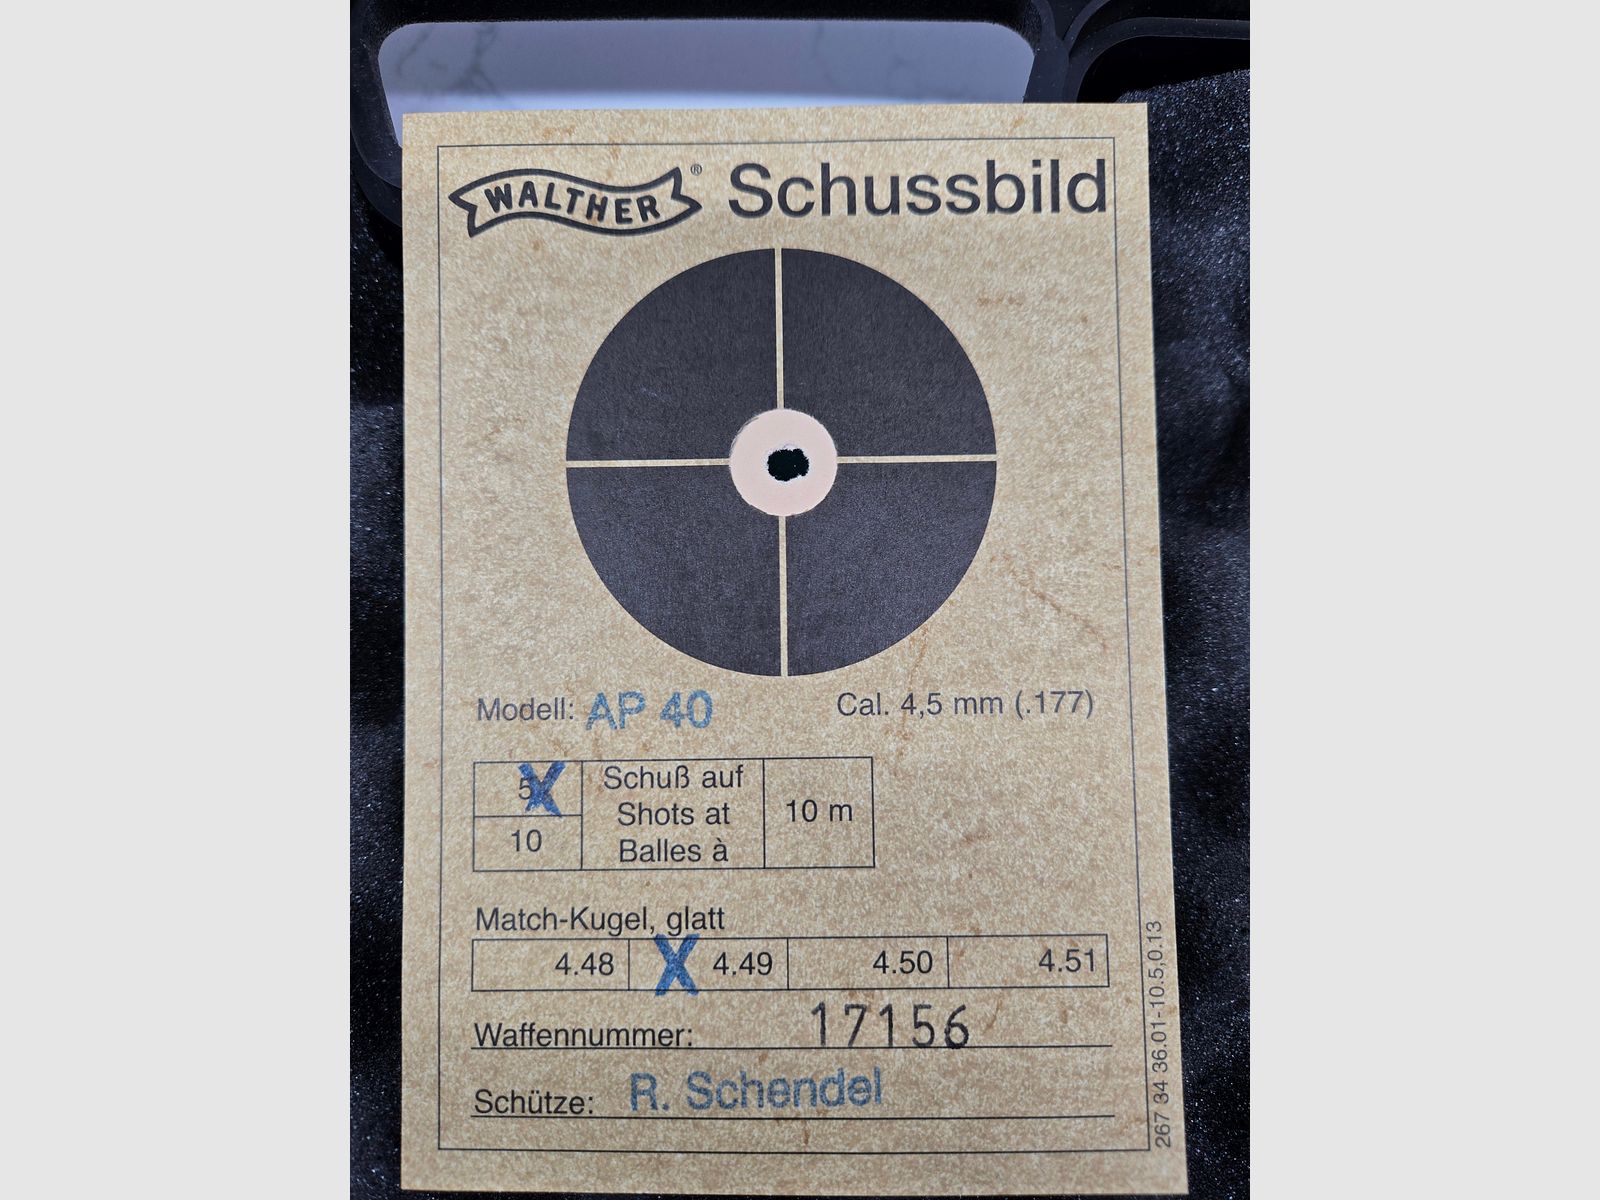 WALTHER® Schussbild
Modell: AP 40 Cal. 4,5 mm (.177)
5 X
Schuß auf
Shots at
Balles à
10 m
10
Match-Kugel, glatt
4.48 X 4.49 4.50 4.51
Waffennummer: 17156
Schütze: R. Schendel
267 34 36.01-10.5,0.13